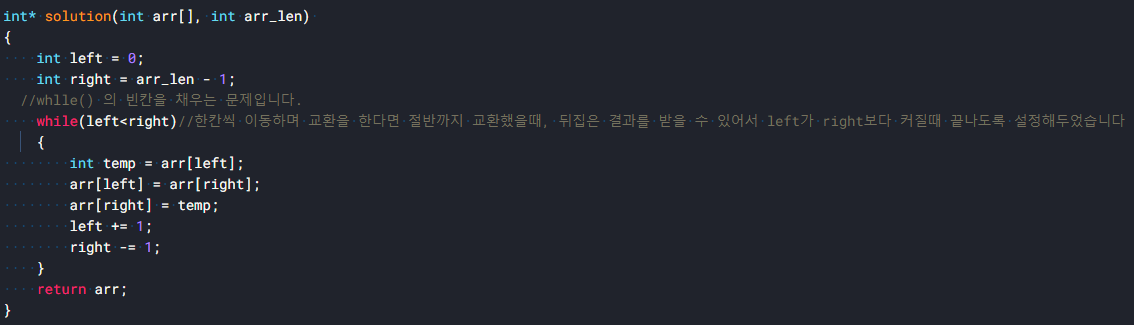 int* solution(int arr[], int arr_len)
{
    int left = 0;
    int right = arr_len - 1;
  //whlle() 의 빈칸을 채우는 문제입니다.
    while(left<right)//한칸씩 이동하며 교환을 한다면 절반까지 교환했을때, 뒤집은 결과를 받을 수 있어서 left가 right보다 커질때 끝나도록 설정해두었습니다
    {
        int temp = arr[left];
        arr[left] = arr[right];
        arr[right] = temp;
        left += 1;
        right -= 1;
    }
    return arr;
}